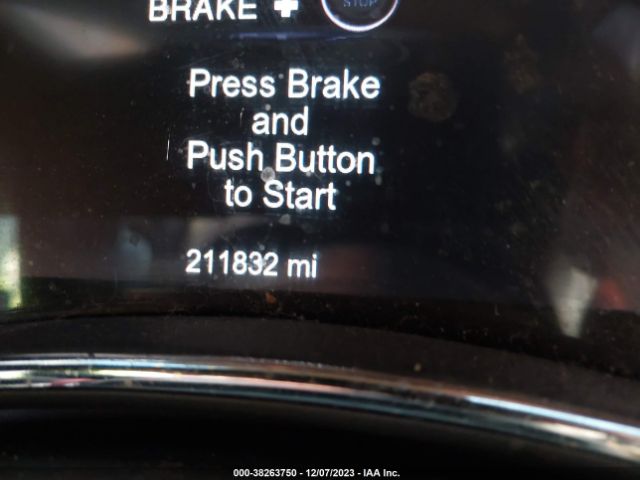 BRAKE +
STOP
Press Brake
and
Push Button
to Start
211832 mi
000-38263750 - 12/07/2023 - IAA Inc.